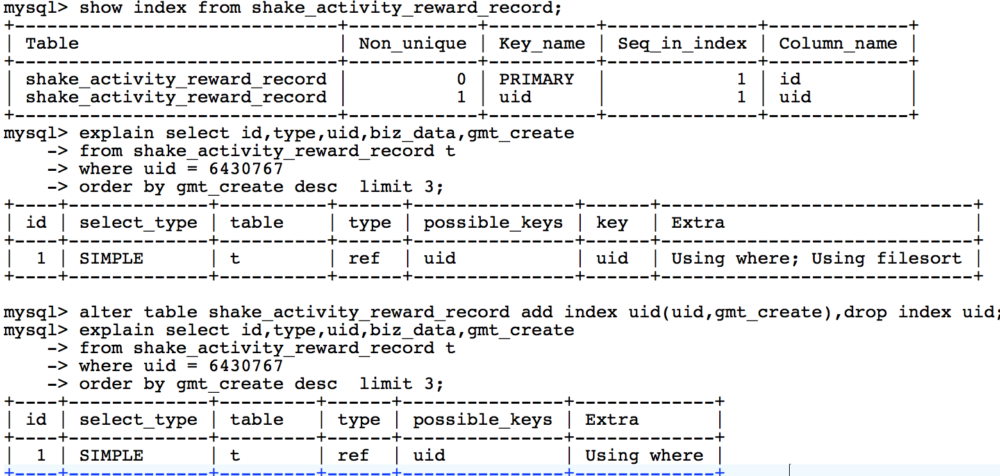 mysql> show index from shake_activity_reward_record;
+------------------------------+------------+----------+--------------+-------------+
| Table                        | Non_unique | Key_name | Seq_in_index | Column_name |
+------------------------------+------------+----------+--------------+-------------+
| shake_activity_reward_record |          0 | PRIMARY  |            1 | id          |
| shake_activity_reward_record |          1 | uid      |            1 | uid         |
+------------------------------+------------+----------+--------------+-------------+
mysql> explain select id,type,uid,biz_data,gmt_create
    -> from shake_activity_reward_record t
    -> where uid = 6430767
    -> order by gmt_create desc  limit 3;
+----+-------------+----------+------+---------------+------+-----------------------------+
| id | select_type | table    | type | possible_keys | key  | Extra                       |
+----+-------------+----------+------+---------------+------+-----------------------------+
|  1 | SIMPLE      | t        | ref  | uid           | uid  | Using where; Using filesort |
+----+-------------+----------+------+---------------+------+-----------------------------+
mysql> alter table shake_activity_reward_record add index uid(uid,gmt_create),drop index uid;
mysql> explain select id,type,uid,biz_data,gmt_create
    -> from shake_activity_reward_record t
    -> where uid = 6430767
    -> order by gmt_create desc  limit 3;
+----+-------------+---------+------+---------------+-------------+
| id | select_type | table   | type | possible_keys | Extra       |
+----+-------------+---------+------+---------------+-------------+
|  1 | SIMPLE      | t       | ref  | uid           | Using where |
+----+-------------+---------+------+---------------+-------------+